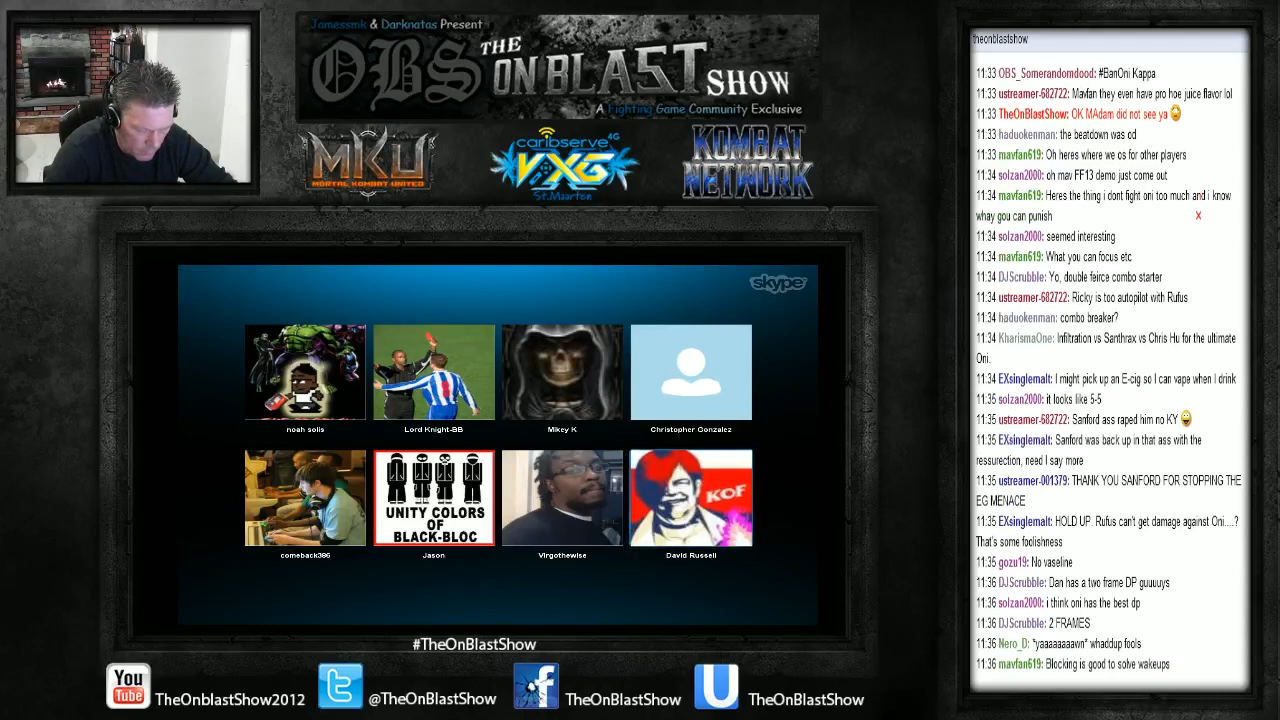 Jamessmk & Darknatas Present
OBS THE ON BLAST SHOW
A Fighting Game Community Exclusive
MKU
MORTAL KOMBAT UNITED
caribserve 4G
VXG
St.Maarten
KOMBAT
NETWORK
skype
noah solis
Lord Knight-BB
Mikey K
Christopher Gonzalez
UNITY COLORS
OF
BLACK-BLOC
KOF
comeback386
Jason
Virgothewise
David Russell
#TheOnBlastShow
You
Tube
TheOnblastShow2012
@TheOnBlastShow
TheOnBlastShow
TheOnBlastShow
theonblastshow
11:33 OBS_Somerandomdood: #BanOni Kappa
11:33 ustreamer-682722: Mavfan they even have pro hoe juice flavor lol
11:33 TheOnBlastShow: OK MAdam did not see ya
11:33 haduokenman: the beatdown was od
11:33 mavfan619: Oh heres where we os for other players
11:34 solzan2000: oh mav FF13 demo just come out
11:34 mavfan619: Heres the thing i dont fight oni too much and i know
whay gou can punish
X
11:34 solzan2000: seemed interesting
11:34 mavfan619: What you can focus etc
11:34 DJScrubble: Yo, double feirce combo starter
11:34 ustreamer-682722: Ricky is too autopilot with Rufus
11:34 haduokenman: combo breaker?
11:34 KharismaOne: Infiltration vs Santhrax vs Chris Hu for the ultimate
Oni.
11:34 EXsinglemalt: I might pick up an E-cig so I can vape when I drink
11:35 solzan2000: it looks like 5-5
11:35 ustreamer-682722: Sanford ass raped him no KY
11:35 EXsinglemalt: Sanford was back up in that ass with the
ressurection, need I say more
11:35 ustreamer-001379: THANK YOU SANFORD FOR STOPPING THE
EG MENACE
11:35 EXsinglemalt: HOLD UP. Rufus can't get damage against Oni....?
That's some foolishness
11:35 gozu19: No vaseline
11:36 DJScrubble: Dan has a two frame DP guuuuys
11:36 solzan2000: i think oni has the best dp
11:36 DJScrubble: 2 FRAMES
11:36 Nero_D: *yaaaaaaaawn* whaddup fools
11:36 mavfan619: Blocking is good to solve wakeups